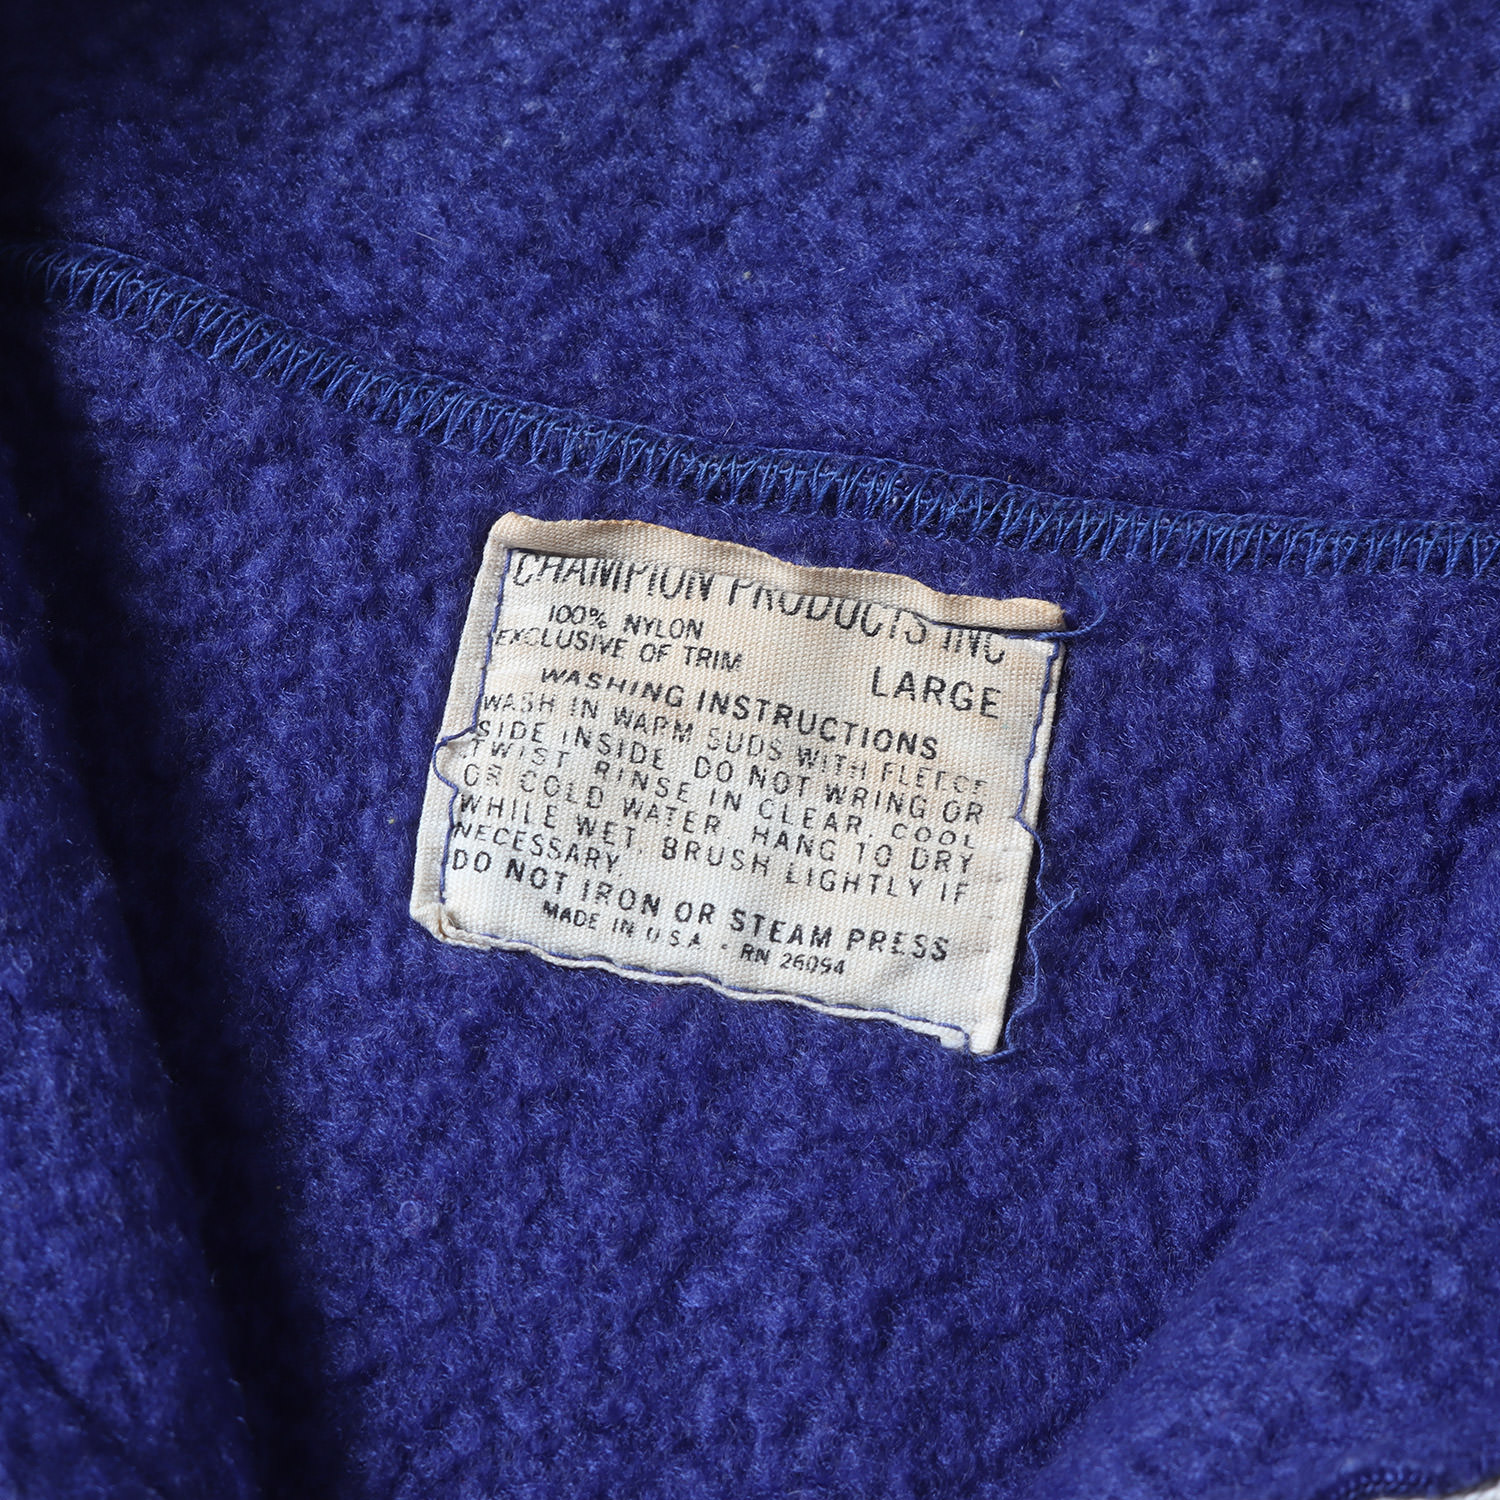 CHAMPION PRODUCTS INC
100% NYLON
EXCLUSIVE OF TRIM
LARGE
WASHING INSTRUCTIONS
WASH IN WARM SUDS WITH FLEECE
SIDE INSIDE. DO NOT WRING OR
TWIST. RINSE IN CLEAR, COOL
OR COLD WATER. HANG TO DRY
WHILE WET. BRUSH LIGHTLY IF
NECESSARY.
DO NOT IRON OR STEAM PRESS
MADE IN U.S.A. - RN 26094